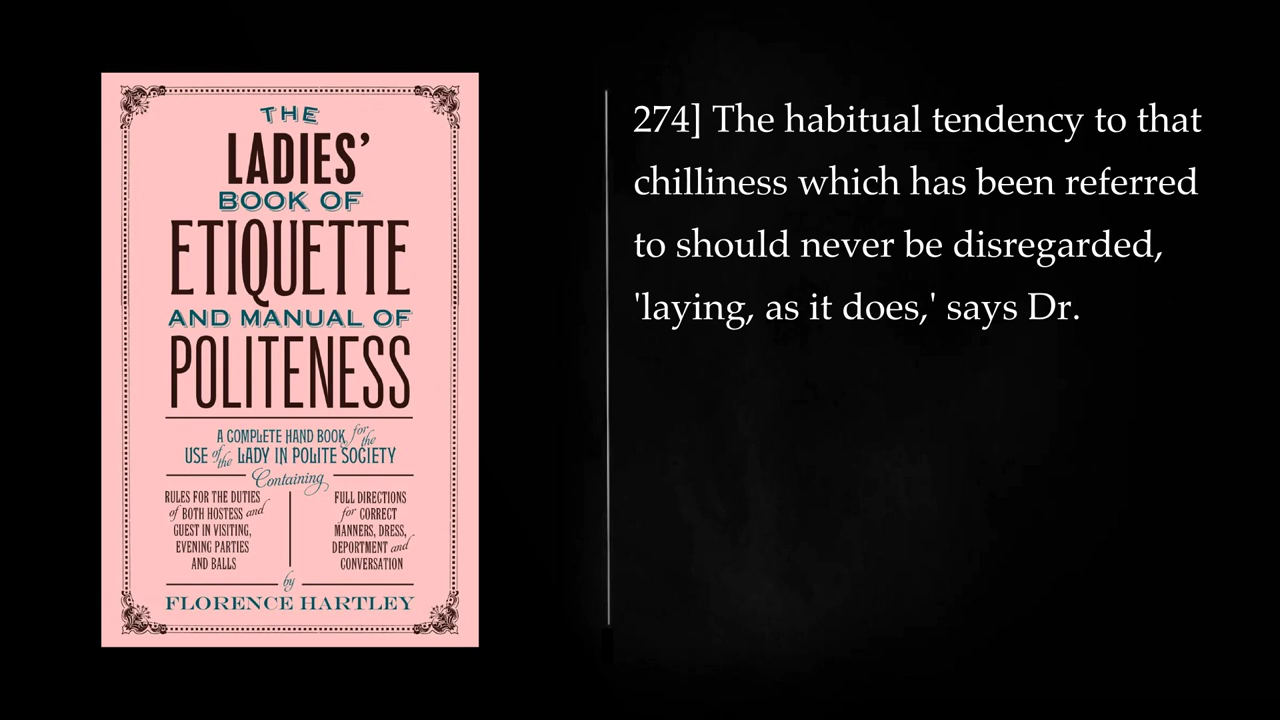 THE
LADIES'
BOOK OF
ETIQUETTE
AND MANUAL OF
POLITENESS
A COMPLETE HAND BOOK for the
USE of the LADY IN POLITE SOCIETY
Containing
RULES FOR THE DUTIES
of BOTH HOSTESS and
GUEST IN VISITING,
EVENING PARTIES
AND BALLS
FULL DIRECTIONS
for CORRECT
MANNERS, DRESS,
DEPORTMENT and
CONVERSATION
by
FLORENCE HARTLEY
274] The habitual tendency to that
chilliness which has been referred
to should never be disregarded,
'laying, as it does,' says Dr.